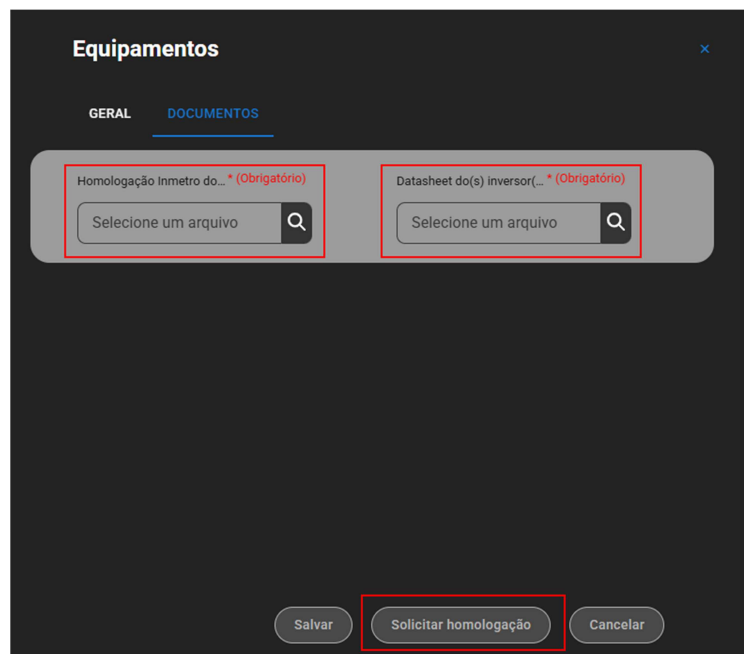 Equipamentos
×
GERAL DOCUMENTOS
Homologação Inmetro do... * (Obrigatório) Datasheet do(s) inversor(... * (Obrigatório)
Selecione um arquivo Selecione um arquivo
Salvar Solicitar homologação Cancelar